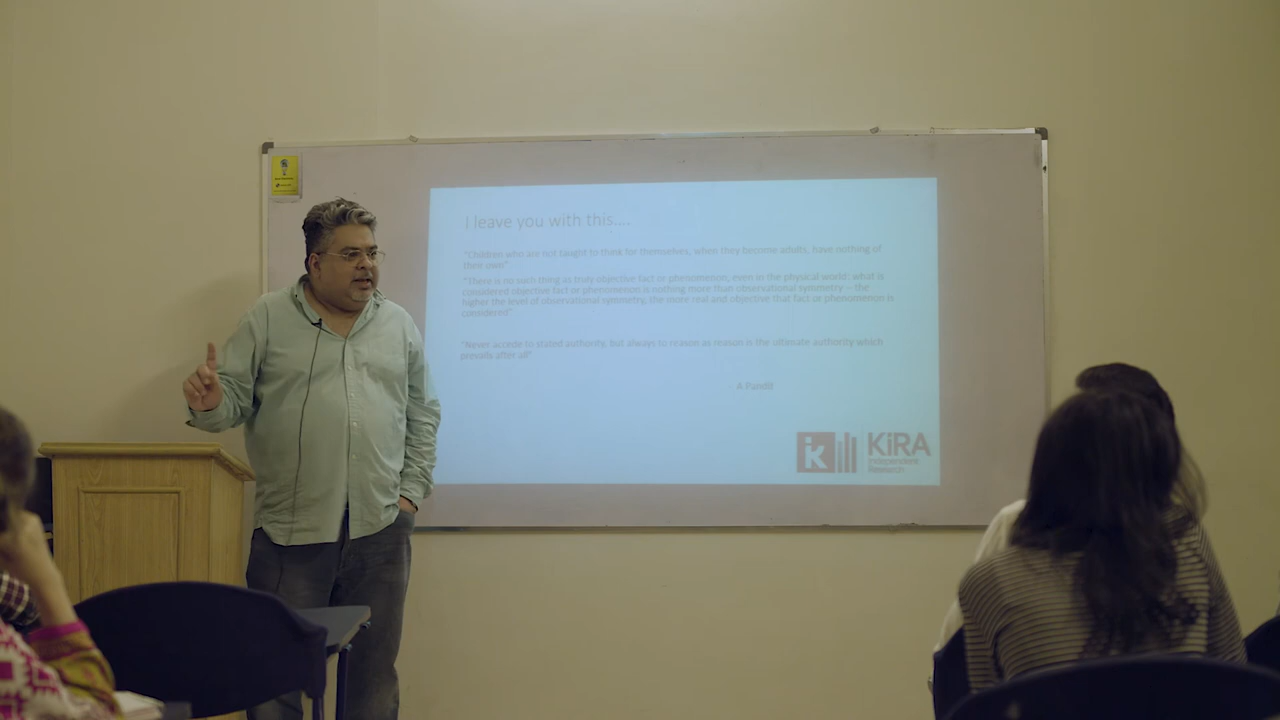 I leave you with this....
"Children who are not taught to think for themselves, when they become adults, have nothing of
their own"
"There is no such thing as truly objective fact or phenomenon, even in the physical world; what is
considered objective fact or phenomenon is nothing more than observational symmetry – the
higher the level of observational symmetry, the more real and objective that fact or phenomenon is
considered"
"Never acorde to stated authority, but always to reason as reason is the ultimate authority which
prevails after all"
A Pandit
ik KiRA
Independent
Research